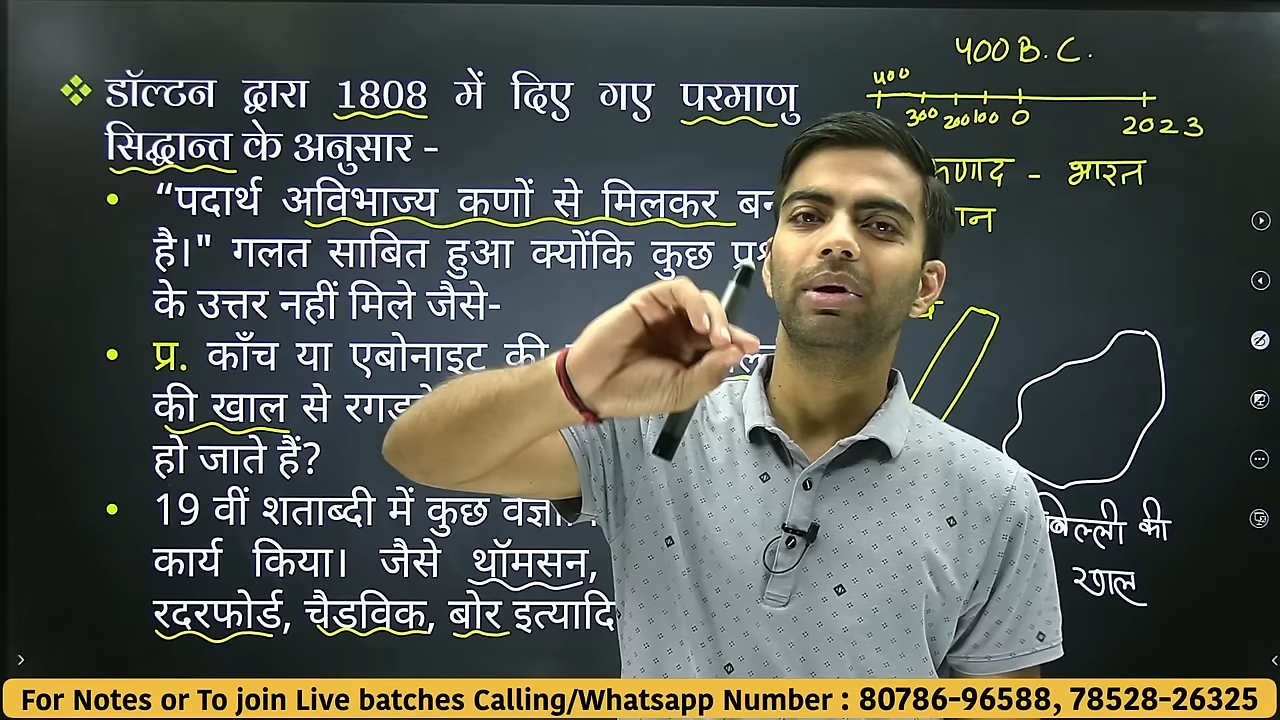 डॉल्टन द्वारा 1808 में दिए गए परमाणु
सिद्धान्त के अनुसार -
“पदार्थ अविभाज्य कणों से मिलकर
है।" गलत साबित हुआ क्योंकि कुछ
के उत्तर नहीं मिले जैसे-
प्र. काँच या एबोनाइट की
की खाल से
हो जाते हैं?
19 वीं शताब्दी में कुछ
कार्य किया। जैसे थॉमसन,
रदरफोर्ड, चैडविक, बोर इत्यादि
400 B.C.
400 300 200 100 0 2023
- भारत
बिल्ली की
खाल
For Notes or To join Live batches Calling/Whatsapp Number : 80786-96588, 78528-26325